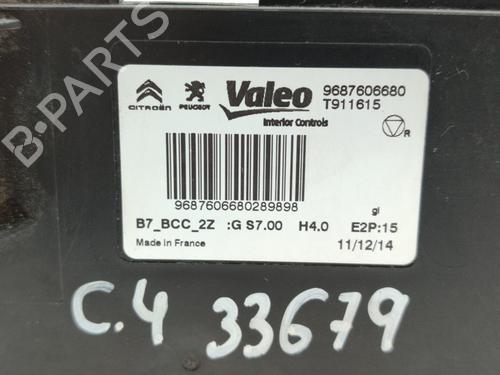 B-PARTS
CITROËN PEUGEOT Valeo 9687606680
T911615
Interior Controls
R
9687606680289898
gl
B7_BCC_2Z :G S7.00 H4.0 E2P:15
Made in France 11/12/14
C.4 33679